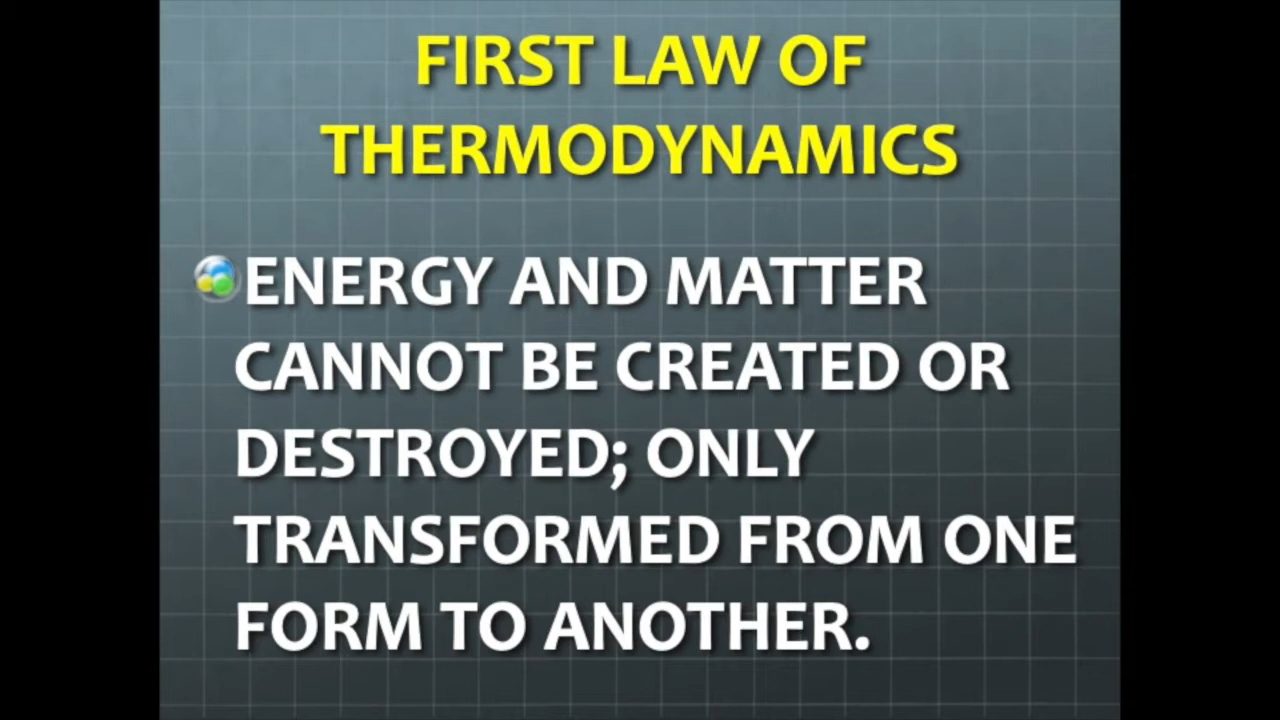 FIRST LAW OF
THERMODYNAMICS
ENERGY AND MATTER
CANNOT BE CREATED OR
DESTROYED; ONLY
TRANSFORMED FROM ONE
FORM TO ANOTHER.